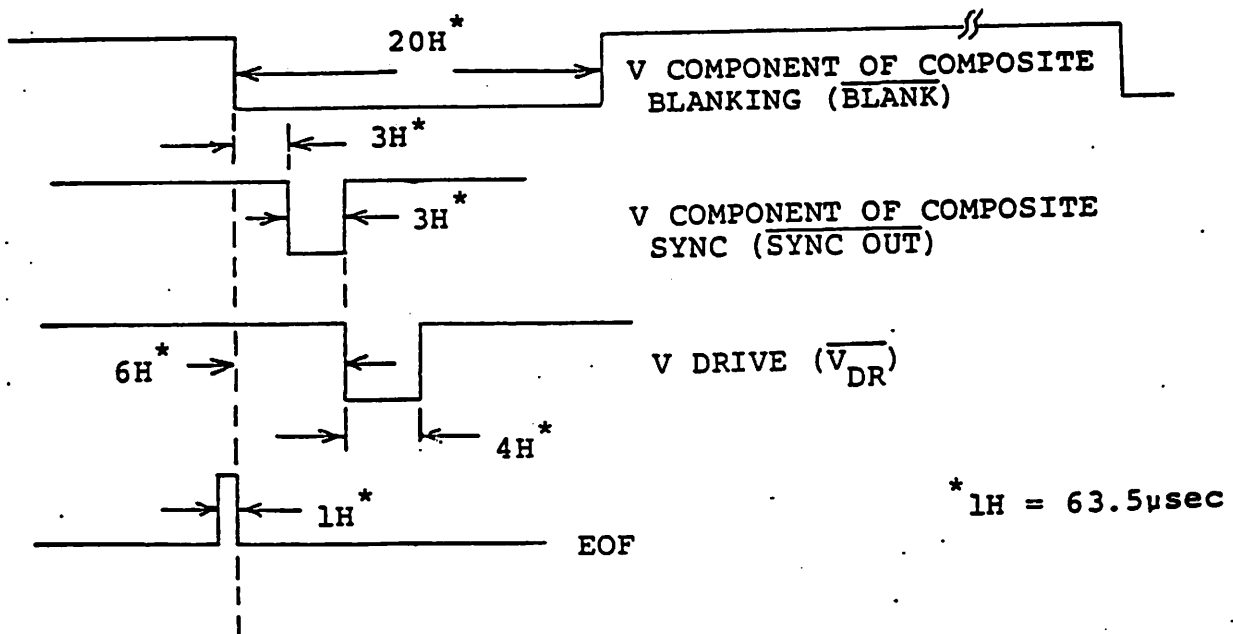 20H*
V COMPONENT OF COMPOSITE
BLANKING (BLANK)
3H*
3H*
V COMPONENT OF COMPOSITE
SYNC (SYNC OUT)
6H*
V DRIVE (V_DR)
4H*
1H*
*1H = 63.5µsec
EOF